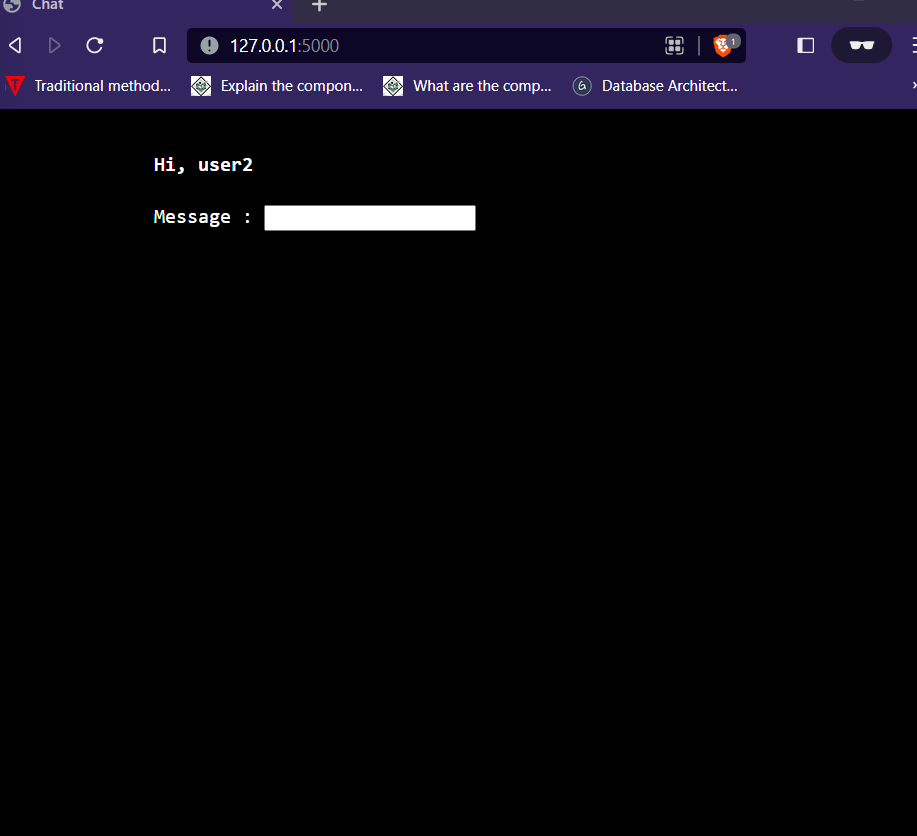 Chat
127.0.0.1:5000
1
Traditional method... Explain the compon... What are the comp... Database Architect...
Hi, user2
Message :